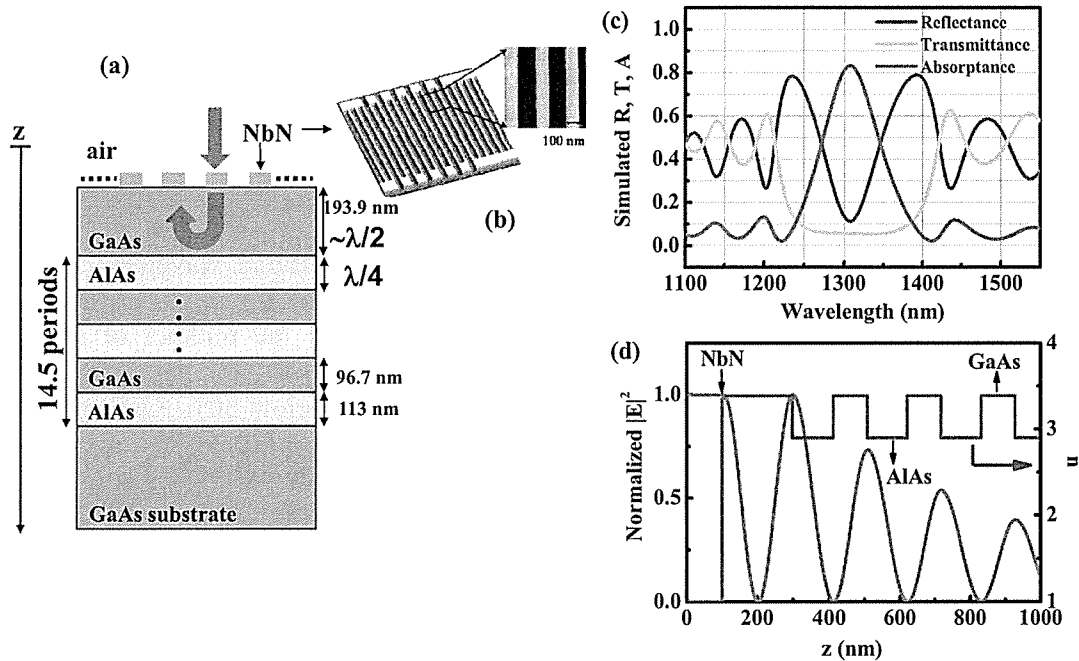 (a)
z
air
NbN
193.9 nm
~λ/2
GaAs
AlAs
λ/4
14.5 periods
GaAs
96.7 nm
AlAs
113 nm
GaAs substrate
100 nm
(b)
(c)
Simulated R, T, A
1.0
0.8
0.6
0.4
0.2
0.0
Reflectance
Transmittance
Absorptance
1100 1200 1300 1400 1500
Wavelength (nm)
(d)
NbN
GaAs
AlAs
Normalized |E|²
1.0
0.5
0.0
4
3
2
1
n
0 200 400 600 800 1000
z (nm)